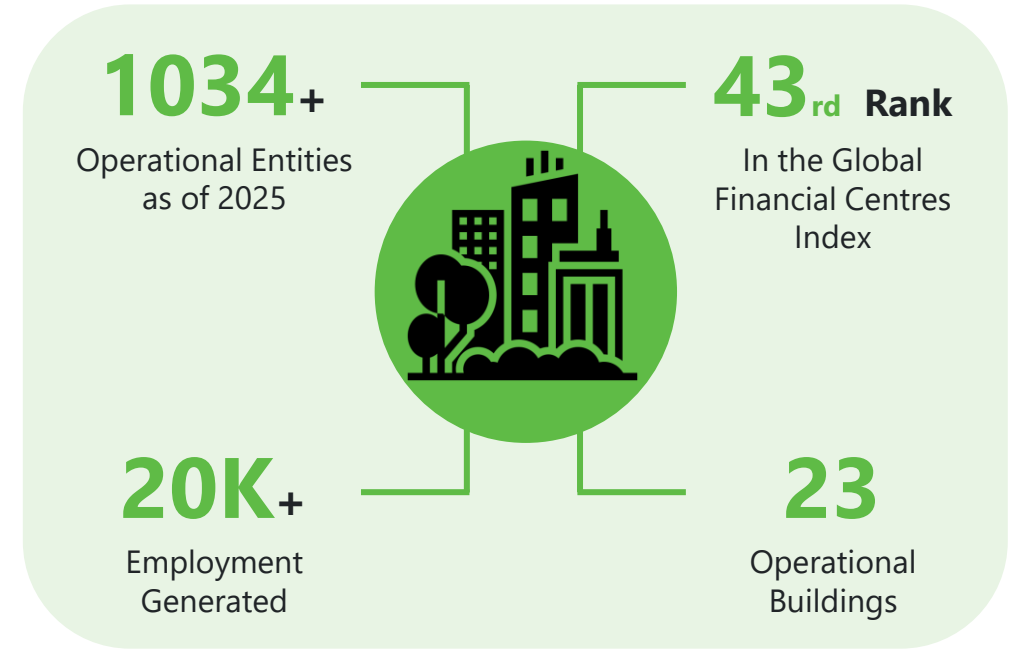 1034+
Operational Entities
as of 2025
43rd Rank
In the Global
Financial Centres
Index
20K+
Employment
Generated
23
Operational
Buildings